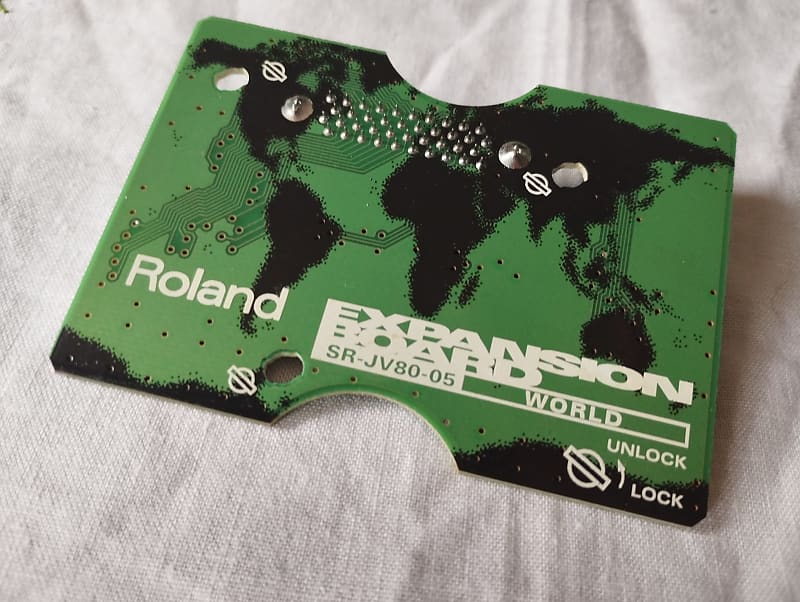 Roland
EXPANSION
BOARD
SR-JV80-05
WORLD
UNLOCK
LOCK